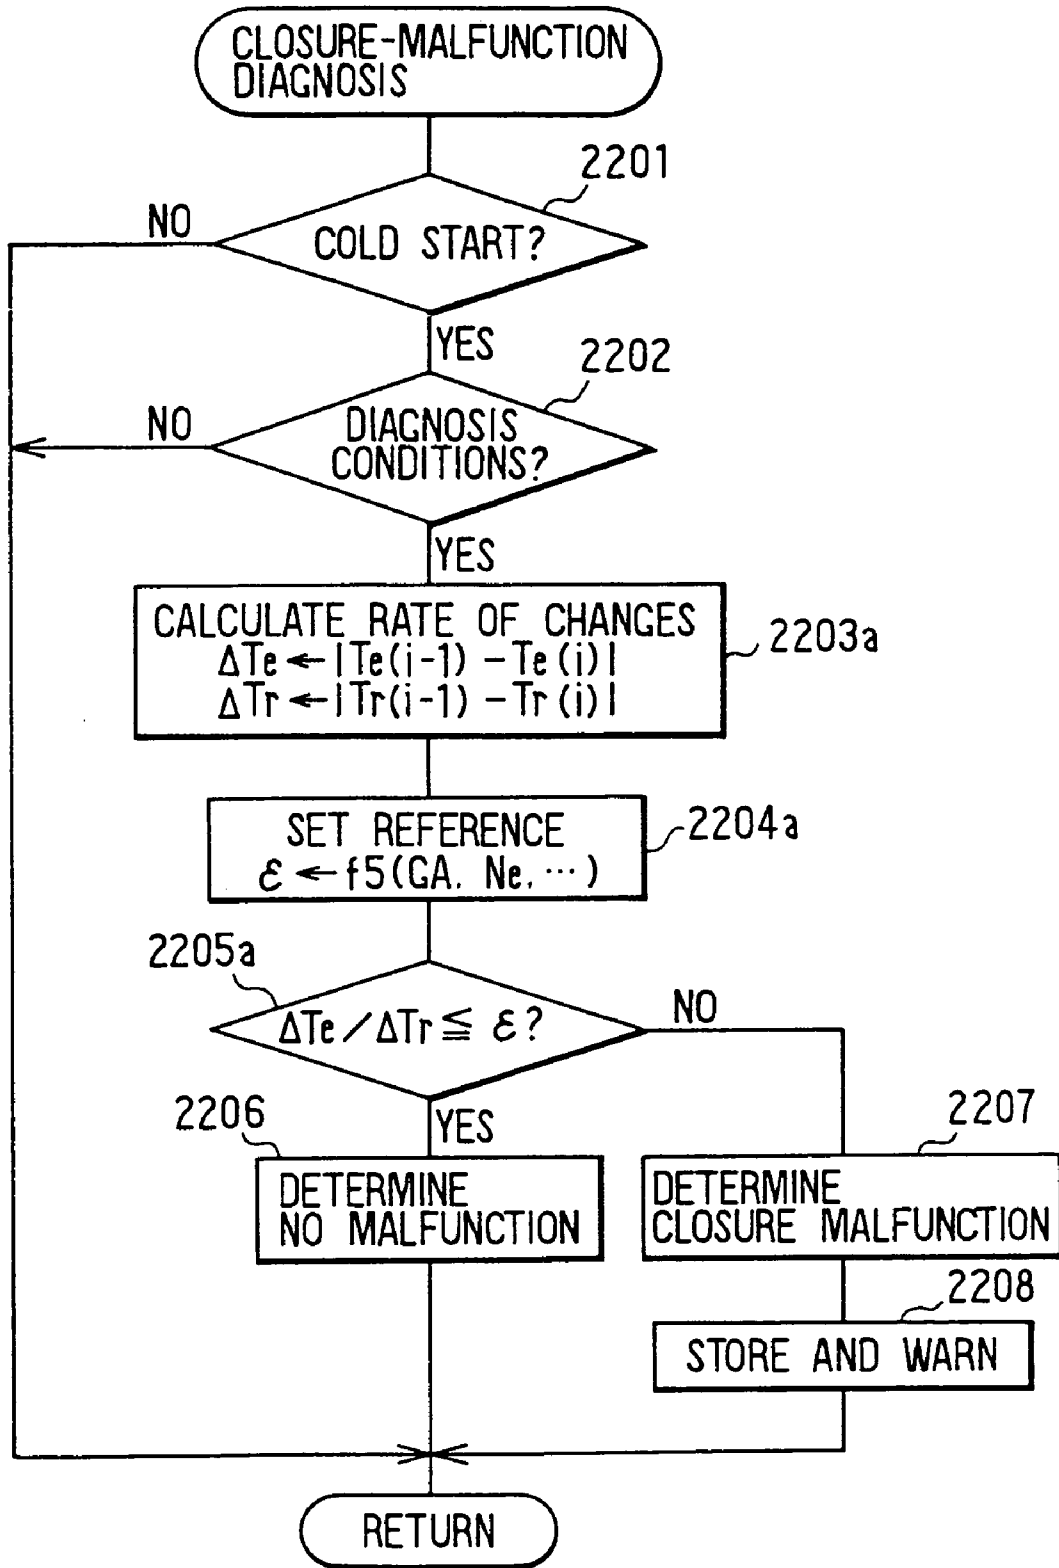 CLOSURE-MALFUNCTION
DIAGNOSIS
2201
NO
COLD START?
YES
2202
NO
DIAGNOSIS
CONDITIONS?
YES
2203a
CALCULATE RATE OF CHANGES
ΔTe ← |Te(i-1) - Te(i)|
ΔTr ← |Tr(i-1) - Tr(i)|
2204a
SET REFERENCE
ε ← f5(GA, Ne, ···)
2205a
ΔTe / ΔTr ≦ ε?
NO
YES
2206
DETERMINE
NO MALFUNCTION
2207
DETERMINE
CLOSURE MALFUNCTION
2208
STORE AND WARN
RETURN